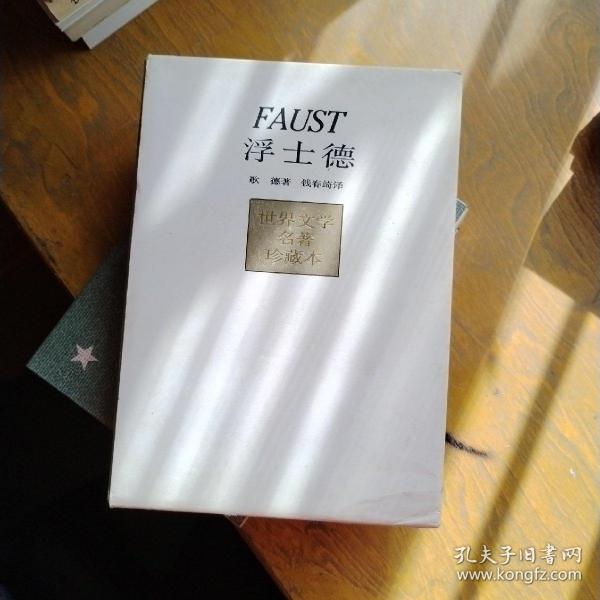 FAUST
浮士德
歌 德著 钱春绮译
世界文学
名著
珍藏本
孔夫子旧书网
www.kongfz.com